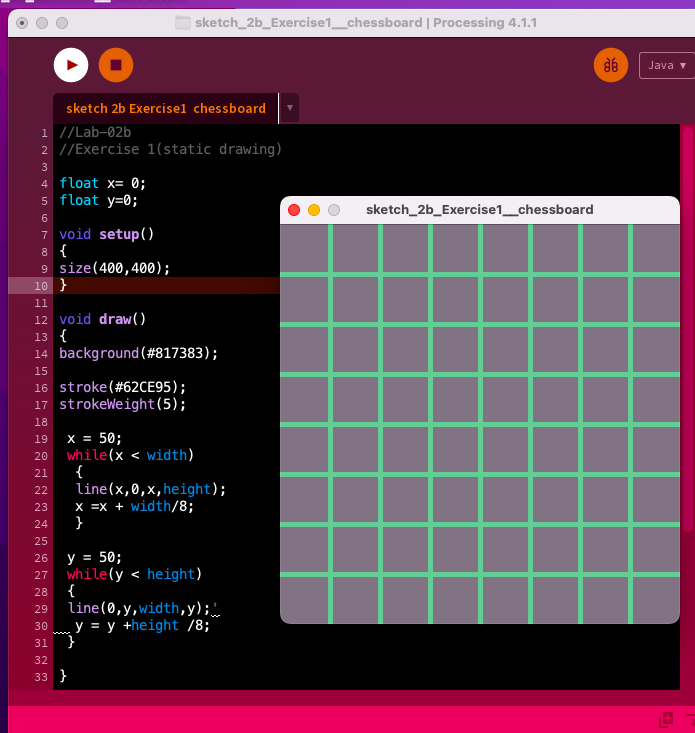 sketch_2b_Exercise1__chessboard | Processing 4.1.1
Java ▼
sketch 2b Exercise1 chessboard ▼
1 //Lab-02b
2 //Exercise 1(static drawing)
3
4 float x= 0;
5 float y=0;
6
7 void setup()
8 {
9 size(400,400);
10 }
11
12 void draw()
13 {
14 background(#817383);
15
16 stroke(#62CE95);
17 strokeWeight(5);
18
19 x = 50;
20 while(x < width)
21 {
22 line(x,0,x,height);
23 x =x + width/8;
24 }
25
26 y = 50;
27 while(y < height)
28 {
29 line(0,y,width,y);'
30 y = y +height /8;
31 }
32
33 }
sketch_2b_Exercise1__chessboard